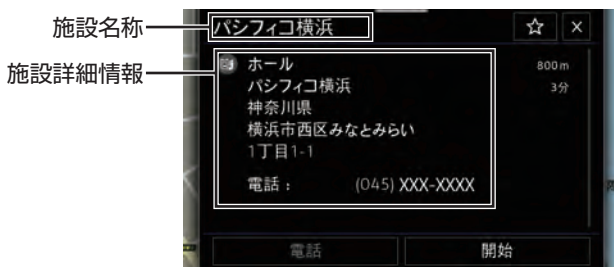 施設名称
パシフィコ横浜
施設詳細情報
ホール
800m
パシフィコ横浜
3分
神奈川県
横浜市西区みなとみらい
1丁目1-1
電話： (045) XXX-XXXX
電話
開始